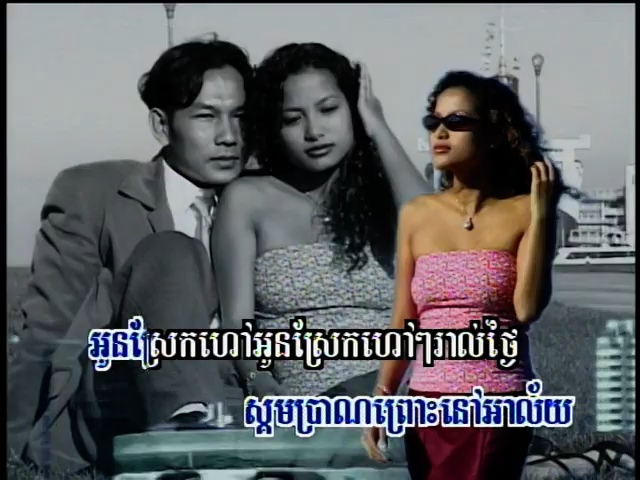 អូនស្រែកហៅអូនស្រែកហៅៗរាល់ថ្ងៃ
ស្គមប្រាណព្រោះនៅអាល័យ